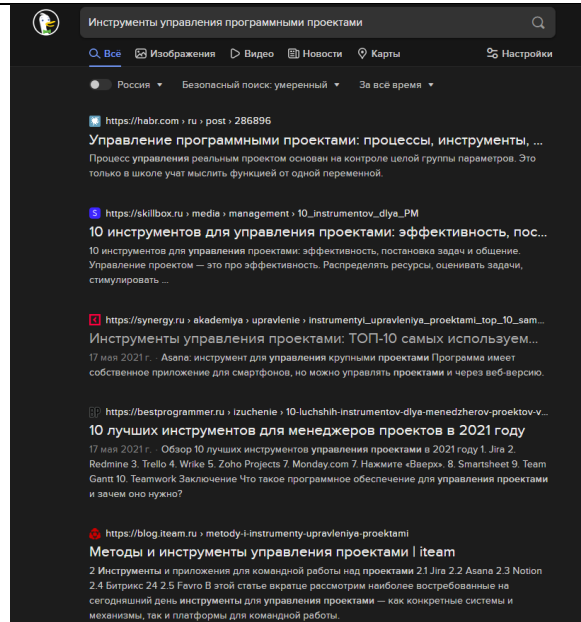 Инструменты управления программными проектами
Всё Изображения Видео Новости Карты Настройки
Россия Безопасный поиск: умеренный За всё время
https://habr.com › ru › post › 286896
Управление программными проектами: процессы, инструменты, ...
Процесс управления реальным проектом основан на контроле целой группы параметров. Это
только в школе учат мыслить функцией от одной переменной.
S https://skillbox.ru › media › management › 10_instrumentov_dlya_PM
10 инструментов для управления проектами: эффективность, пос...
10 инструментов для управления проектами: эффективность, постановка задач и общение.
Управление проектом — это про эффективность. Распределять ресурсы, оценивать задачи,
стимулировать ...
https://synergy.ru › akademiya › upravlenie › instrumentyi_upravleniya_proektami_top_10_sam...
Инструменты управления проектами: ТОП-10 самых используем...
17 мая 2021 г. - Asana: инструмент для управления крупными проектами Программа имеет
собственное приложение для смартфонов, но можно управлять проектами и через веб-версию.
https://bestprogrammer.ru › izuchenie › 10-luchshih-instrumentov-dlya-menedzherov-proektov-v...
10 лучших инструментов для менеджеров проектов в 2021 году
17 мая 2021 г. - Обзор 10 лучших инструментов управления проектами в 2021 году 1. Jira 2.
Redmine 3. Trello 4. Wrike 5. Zoho Projects 7. Monday.com 7. Нажмите «Вверх». 8. Smartsheet 9. Team
Gantt 10. Teamwork Заключение Что такое программное обеспечение для управления проектами
и зачем оно нужно?
https://blog.iteam.ru › metody-i-instrumenty-upravleniya-proektami
Методы и инструменты управления проектами | iteam
2 Инструменты и приложения для командной работы над проектами 2.1 Jira 2.2 Asana 2.3 Notion
2.4 Битрикс 24 2.5 Favro В этой статье вкратце рассмотрим наиболее востребованные на
сегодняшний день инструменты для управления проектами — как конкретные системы и
механизмы, так и платформы для командной работы.